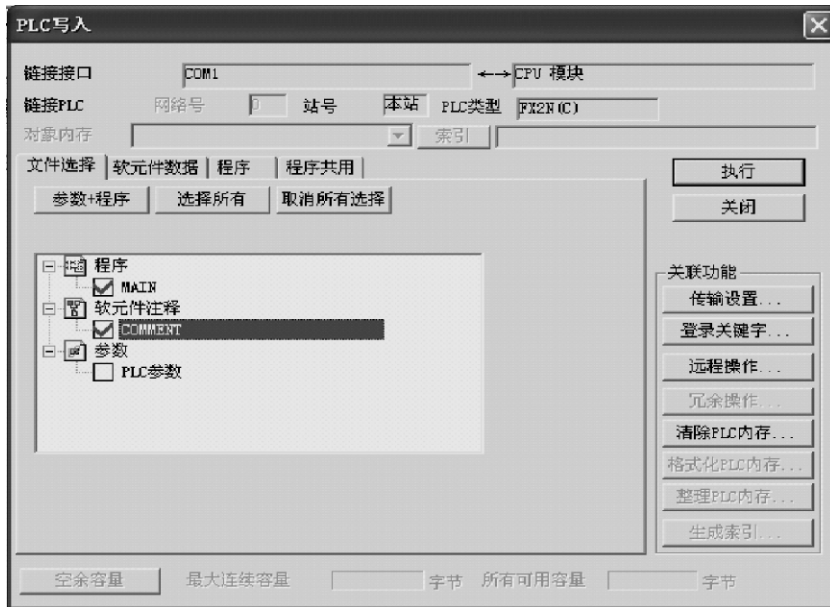 PLC写入
链接接口 COM1 ←→ CPU 模块
链接PLC 网络号 0 站号 本站 PLC类型 FX2N(C)
对象内存 索引
文件选择 软元件数据 程序 程序共用
执行
参数+程序 选择所有 取消所有选择
关闭
程序
MAIN
软元件注释
COMMENT
参数
PLC参数
关联功能
传输设置...
登录关键字...
远程操作...
冗余操作...
清除PLC内存...
格式化PLC内存...
整理PLC内存...
生成索引...
空余容量 最大连续容量 字节 所有可用容量 字节